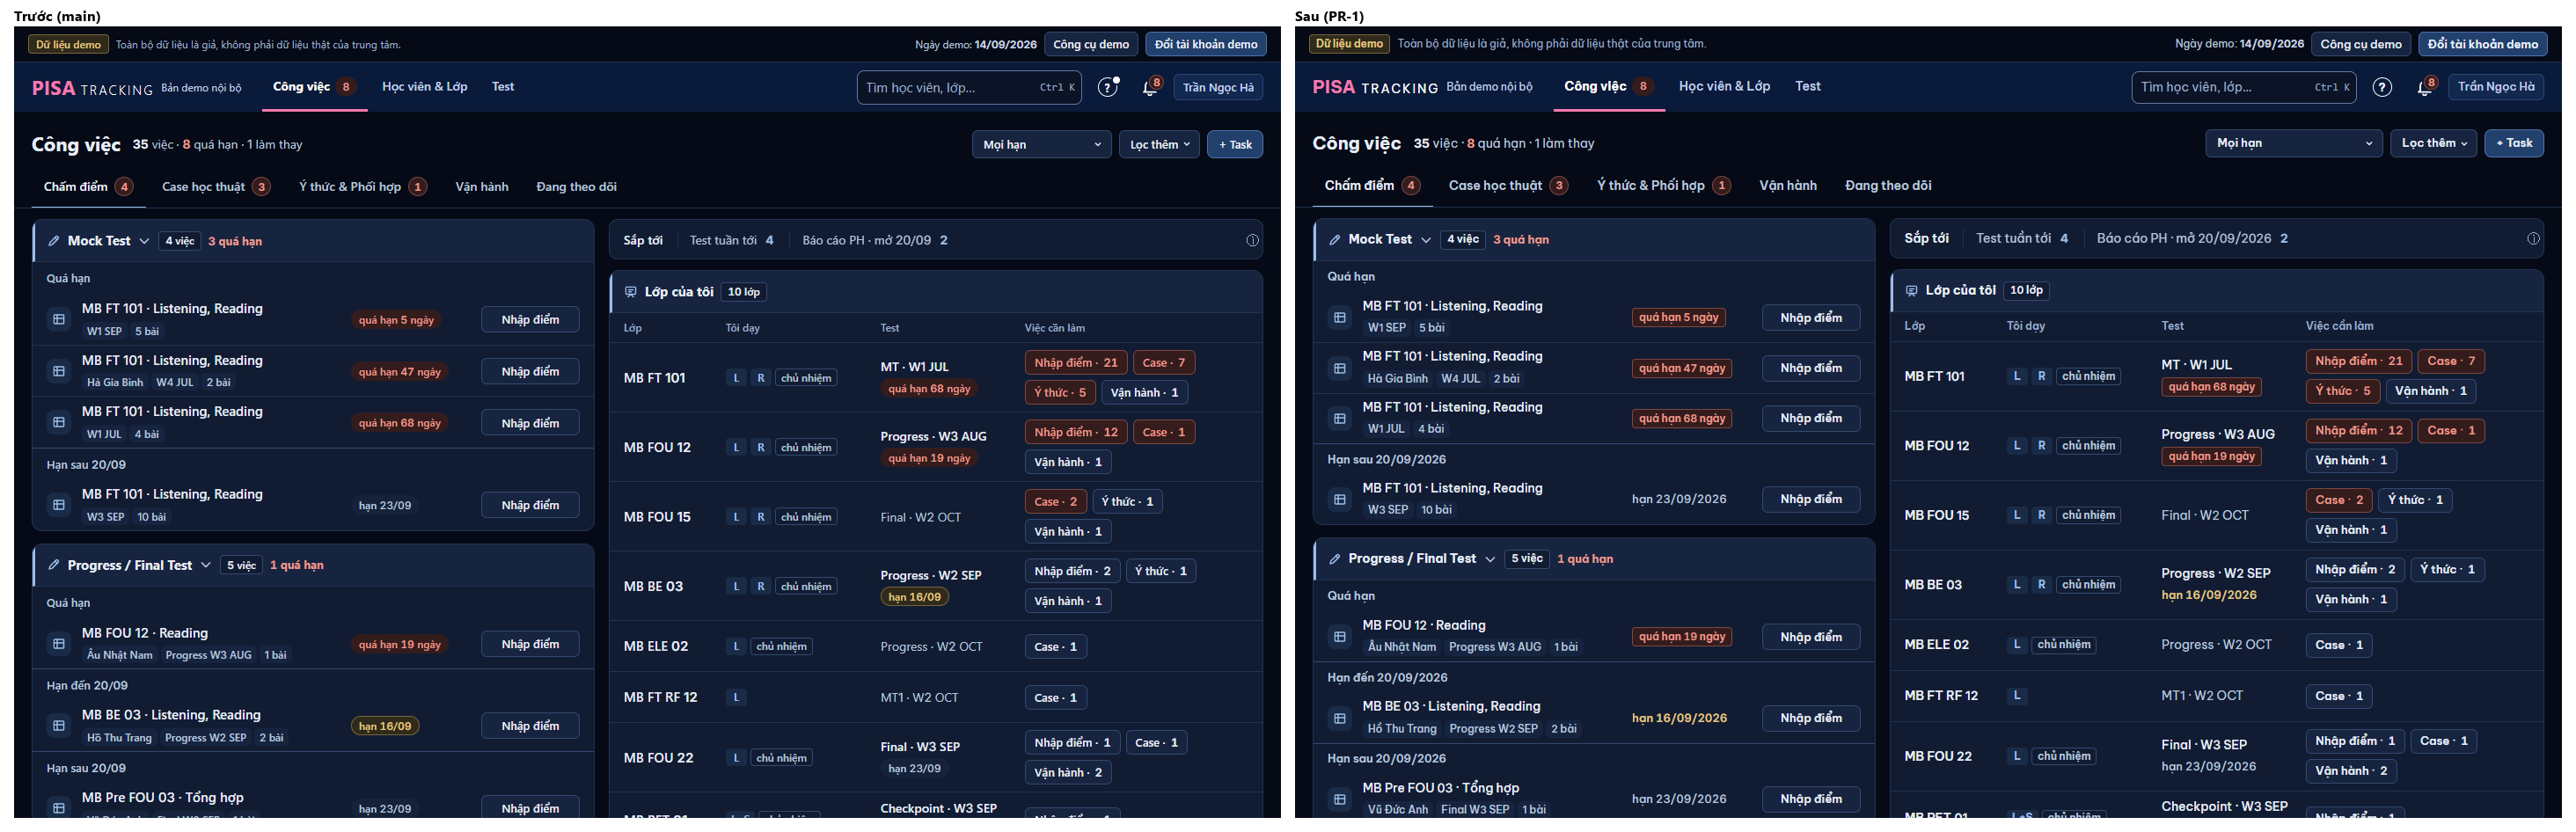 Trước (main)
Dữ liệu demo Toàn bộ dữ liệu là giả, không phải dữ liệu thật của trung tâm. Ngày demo: 14/09/2026 Công cụ demo Đổi tài khoản demo
PISA TRACKING Bản demo nội bộ Công việc 8 Học viên & Lớp Test Tìm học viên, lớp... Ctrl K ? 8 Trần Ngọc Hà
Công việc 35 việc · 8 quá hạn · 1 làm thay Mọi hạn Lọc thêm + Task
Chấm điểm 4 Case học thuật 3 Ý thức & Phối hợp 1 Vận hành Đang theo dõi
Mock Test 4 việc 3 quá hạn
Quá hạn
MB FT 101 · Listening, Reading quá hạn 5 ngày Nhập điểm
W1 SEP 5 bài
MB FT 101 · Listening, Reading quá hạn 47 ngày Nhập điểm
Hà Gia Bình W4 JUL 2 bài
MB FT 101 · Listening, Reading quá hạn 68 ngày Nhập điểm
W1 JUL 4 bài
Hạn sau 20/09
MB FT 101 · Listening, Reading hạn 23/09 Nhập điểm
W3 SEP 10 bài
Progress / Final Test 5 việc 1 quá hạn
Quá hạn
MB FOU 12 · Reading quá hạn 19 ngày Nhập điểm
Âu Nhật Nam Progress W3 AUG 1 bài
Hạn đến 20/09
MB BE 03 · Listening, Reading hạn 16/09 Nhập điểm
Hồ Thu Trang Progress W2 SEP 2 bài
Hạn sau 20/09
MB Pre FOU 03 · Tổng hợp hạn 23/09 Nhập điểm
Sắp tới Test tuần tới 4 Báo cáo PH · mở 20/09 2
Lớp của tôi 10 lớp
Lớp Tôi dạy Test Việc cần làm
MB FT 101 L R chủ nhiệm MT · W1 JUL quá hạn 68 ngày Nhập điểm · 21 Case · 7 Ý thức · 5 Vận hành · 1
MB FOU 12 L R chủ nhiệm Progress · W3 AUG quá hạn 19 ngày Nhập điểm · 12 Case · 1 Vận hành · 1
MB FOU 15 L R chủ nhiệm Final · W2 OCT Case · 2 Ý thức · 1 Vận hành · 1
MB BE 03 L R chủ nhiệm Progress · W2 SEP hạn 16/09 Nhập điểm · 2 Ý thức · 1 Vận hành · 1
MB ELE 02 L chủ nhiệm Progress · W2 OCT Case · 1
MB FT RF 12 L MT1 · W2 OCT Case · 1
MB FOU 22 L chủ nhiệm Final · W3 SEP hạn 23/09 Nhập điểm · 1 Case · 1 Vận hành · 2
Checkpoint · W3 SEP
Sau (PR-1)
Dữ liệu demo Toàn bộ dữ liệu là giả, không phải dữ liệu thật của trung tâm. Ngày demo: 14/09/2026 Công cụ demo Đổi tài khoản demo
PISA TRACKING Bản demo nội bộ Công việc 8 Học viên & Lớp Test Tìm học viên, lớp... Ctrl K ? 8 Trần Ngọc Hà
Công việc 35 việc · 8 quá hạn · 1 làm thay Mọi hạn Lọc thêm + Task
Chấm điểm 4 Case học thuật 3 Ý thức & Phối hợp 1 Vận hành Đang theo dõi
Mock Test 4 việc 3 quá hạn
Quá hạn
MB FT 101 · Listening, Reading quá hạn 5 ngày Nhập điểm
W1 SEP 5 bài
MB FT 101 · Listening, Reading quá hạn 47 ngày Nhập điểm
Hà Gia Bình W4 JUL 2 bài
MB FT 101 · Listening, Reading quá hạn 68 ngày Nhập điểm
W1 JUL 4 bài
Hạn sau 20/09/2026
MB FT 101 · Listening, Reading hạn 23/09/2026 Nhập điểm
W3 SEP 10 bài
Progress / Final Test 5 việc 1 quá hạn
Quá hạn
MB FOU 12 · Reading quá hạn 19 ngày Nhập điểm
Âu Nhật Nam Progress W3 AUG 1 bài
Hạn đến 20/09/2026
MB BE 03 · Listening, Reading hạn 16/09/2026 Nhập điểm
Hồ Thu Trang Progress W2 SEP 2 bài
Hạn sau 20/09/2026
MB Pre FOU 03 · Tổng hợp hạn 23/09/2026 Nhập điểm
Vũ Đức Anh Final W3 SEP 1 bài
Sắp tới Test tuần tới 4 Báo cáo PH · mở 20/09/2026 2
Lớp của tôi 10 lớp
Lớp Tôi dạy Test Việc cần làm
MB FT 101 L R chủ nhiệm MT · W1 JUL quá hạn 68 ngày Nhập điểm · 21 Case · 7 Ý thức · 5 Vận hành · 1
MB FOU 12 L R chủ nhiệm Progress · W3 AUG quá hạn 19 ngày Nhập điểm · 12 Case · 1 Vận hành · 1
MB FOU 15 L R chủ nhiệm Final · W2 OCT Case · 2 Ý thức · 1 Vận hành · 1
MB BE 03 L R chủ nhiệm Progress · W2 SEP hạn 16/09/2026 Nhập điểm · 2 Ý thức · 1 Vận hành · 1
MB ELE 02 L chủ nhiệm Progress · W2 OCT Case · 1
MB FT RF 12 L MT1 · W2 OCT Case · 1
MB FOU 22 L chủ nhiệm Final · W3 SEP hạn 23/09/2026 Nhập điểm · 1 Case · 1 Vận hành · 2
Checkpoint · W3 SEP